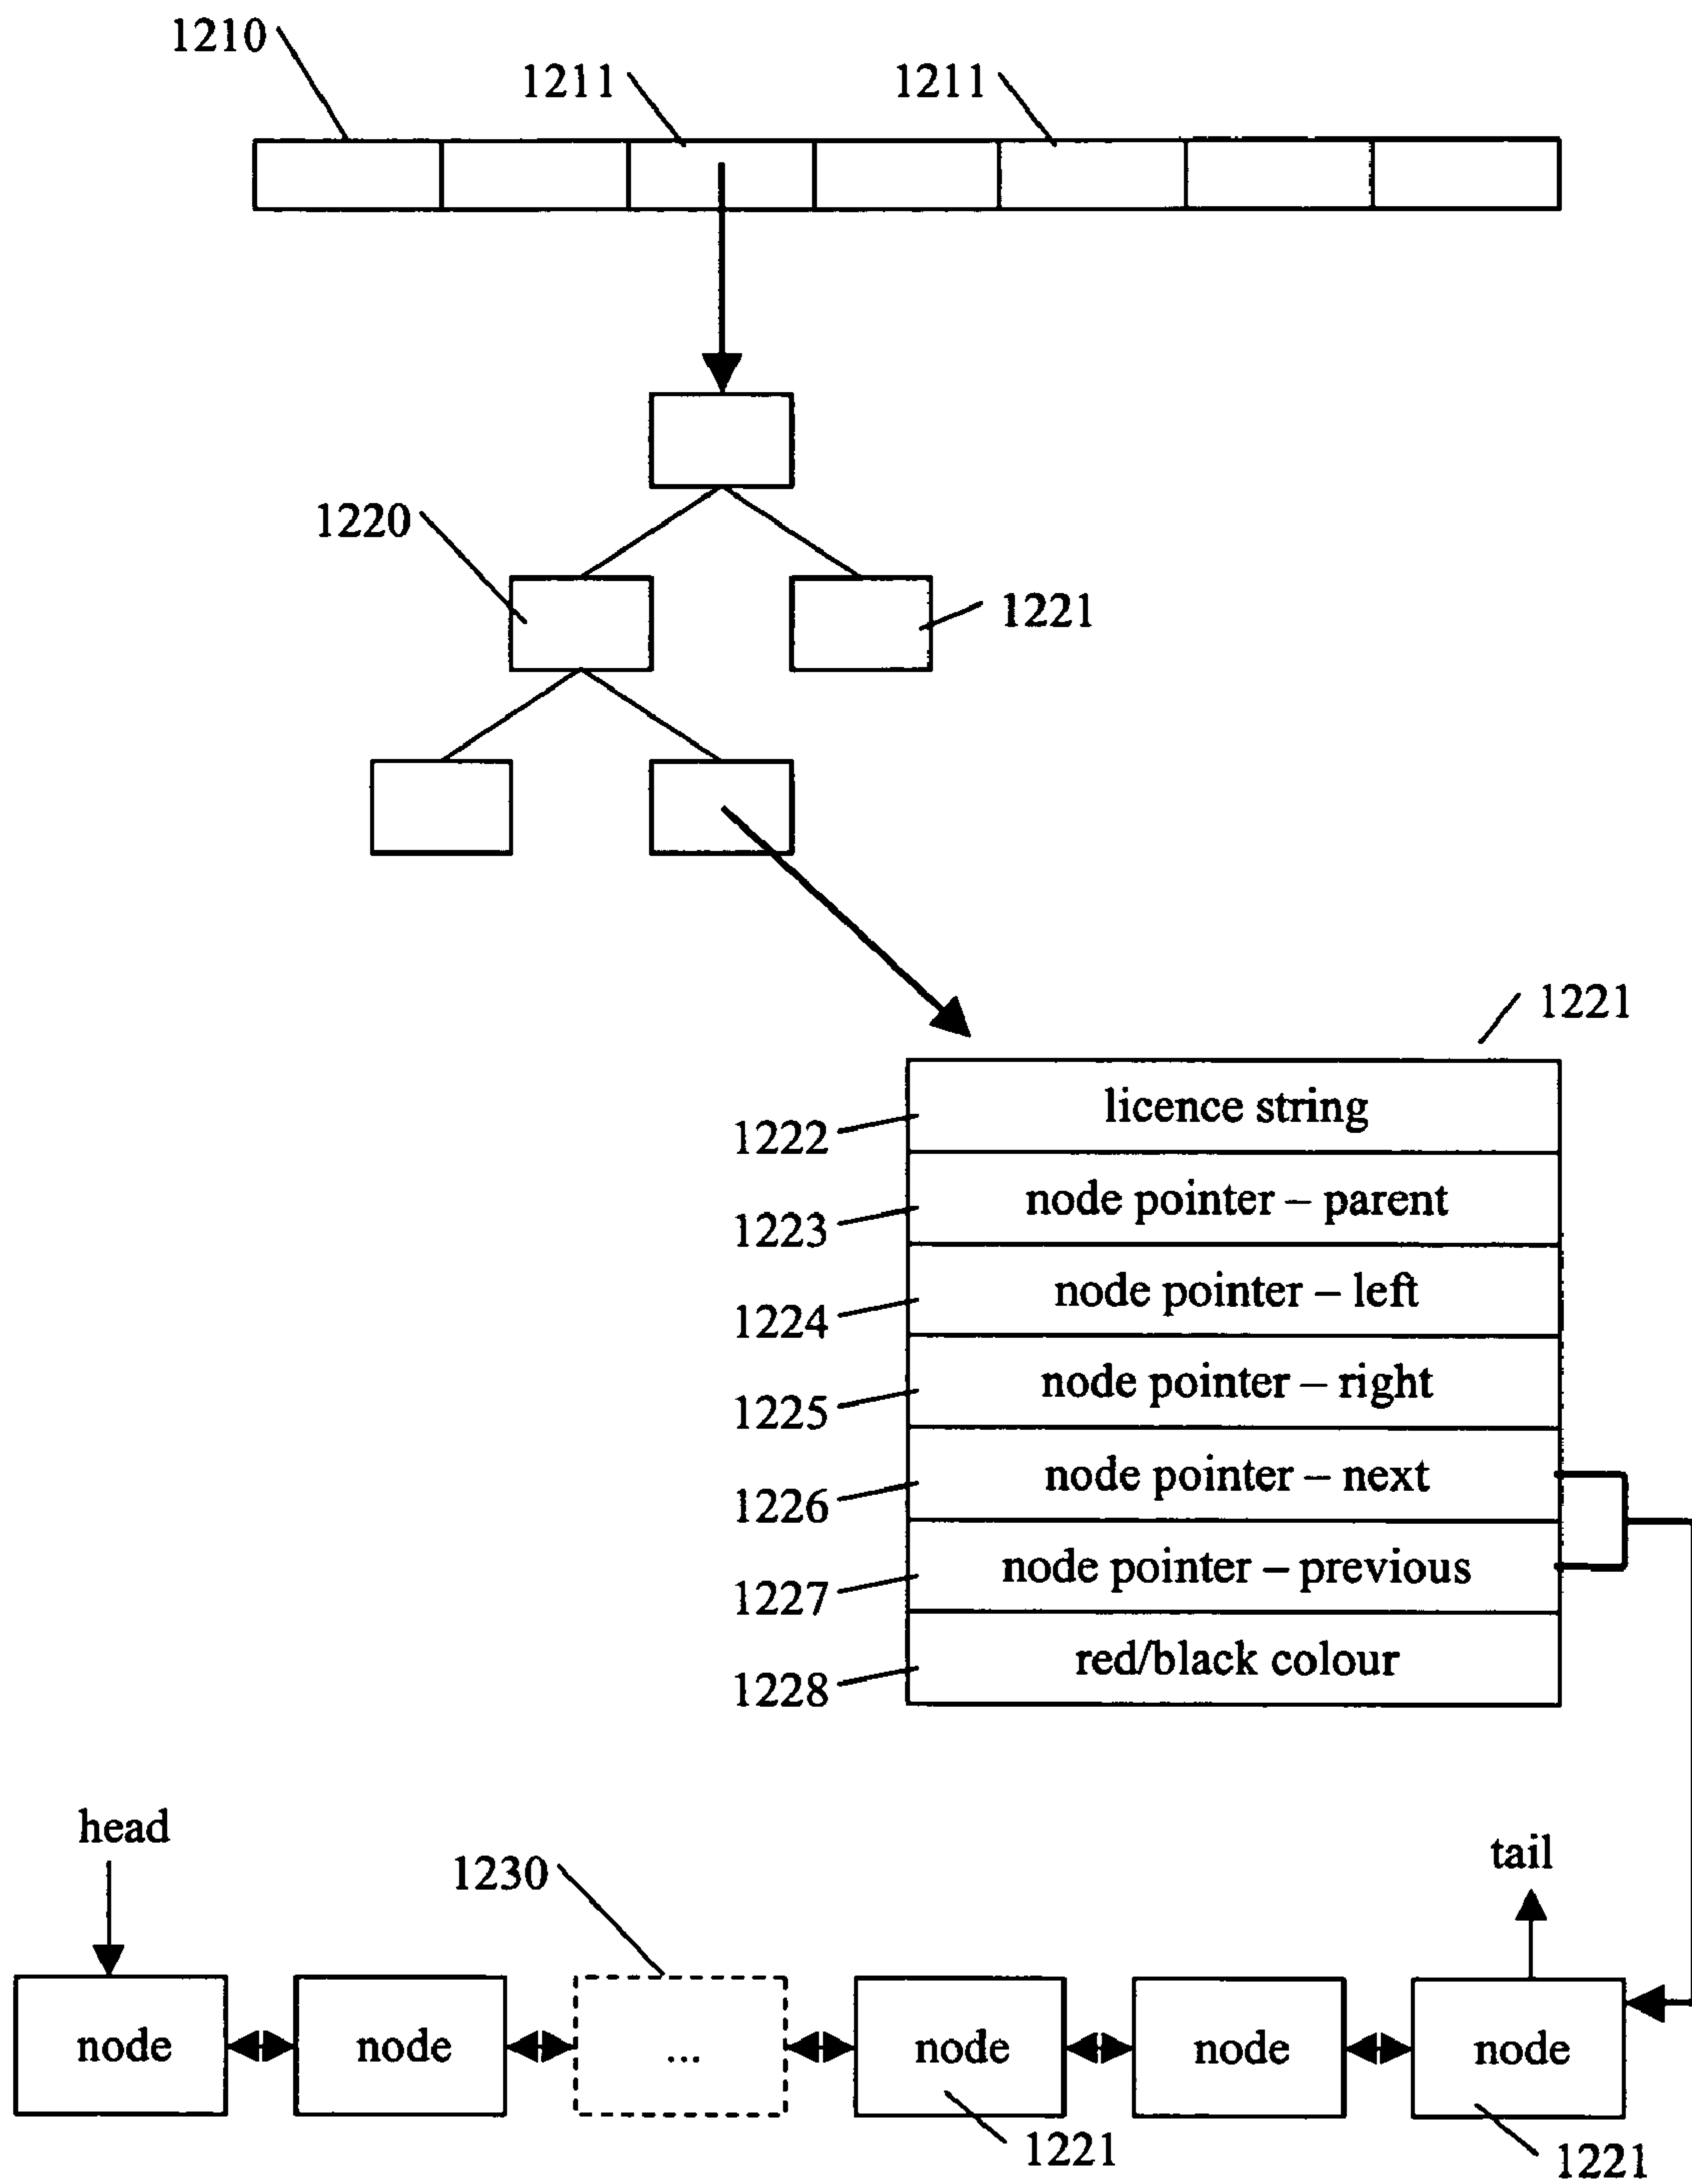 1210
1211
1211
1220
1221
1221
licence string
1222
node pointer – parent
1223
node pointer – left
1224
node pointer – right
1225
node pointer – next
1226
node pointer – previous
1227
red/black colour
1228
head
tail
1230
node
node
...
node
node
node
1221
1221